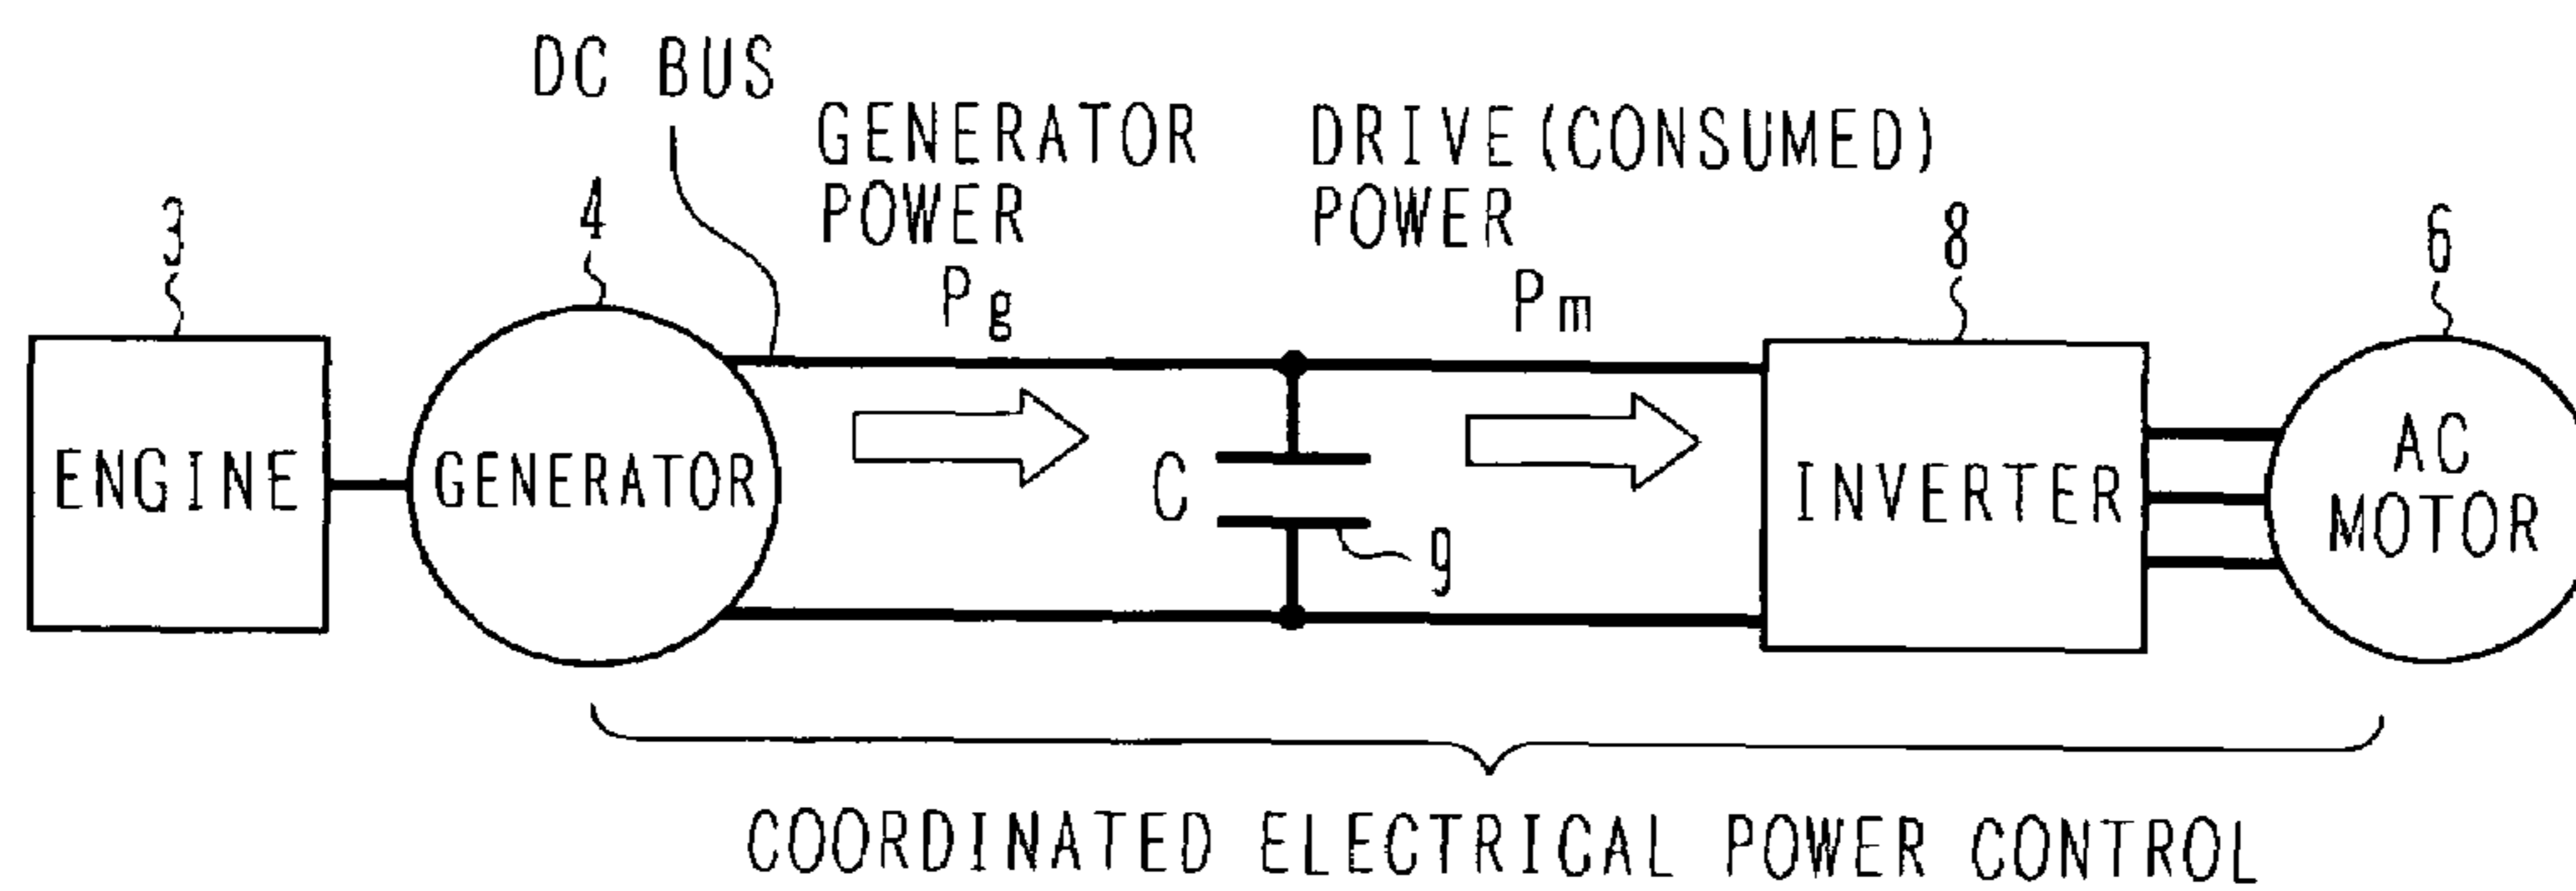 DC BUS
GENERATOR
POWER
Pg
DRIVE(CONSUMED)
POWER
Pm
3
4
8
6
ENGINE
GENERATOR
C
9
INVERTER
AC
MOTOR
COORDINATED ELECTRICAL POWER CONTROL